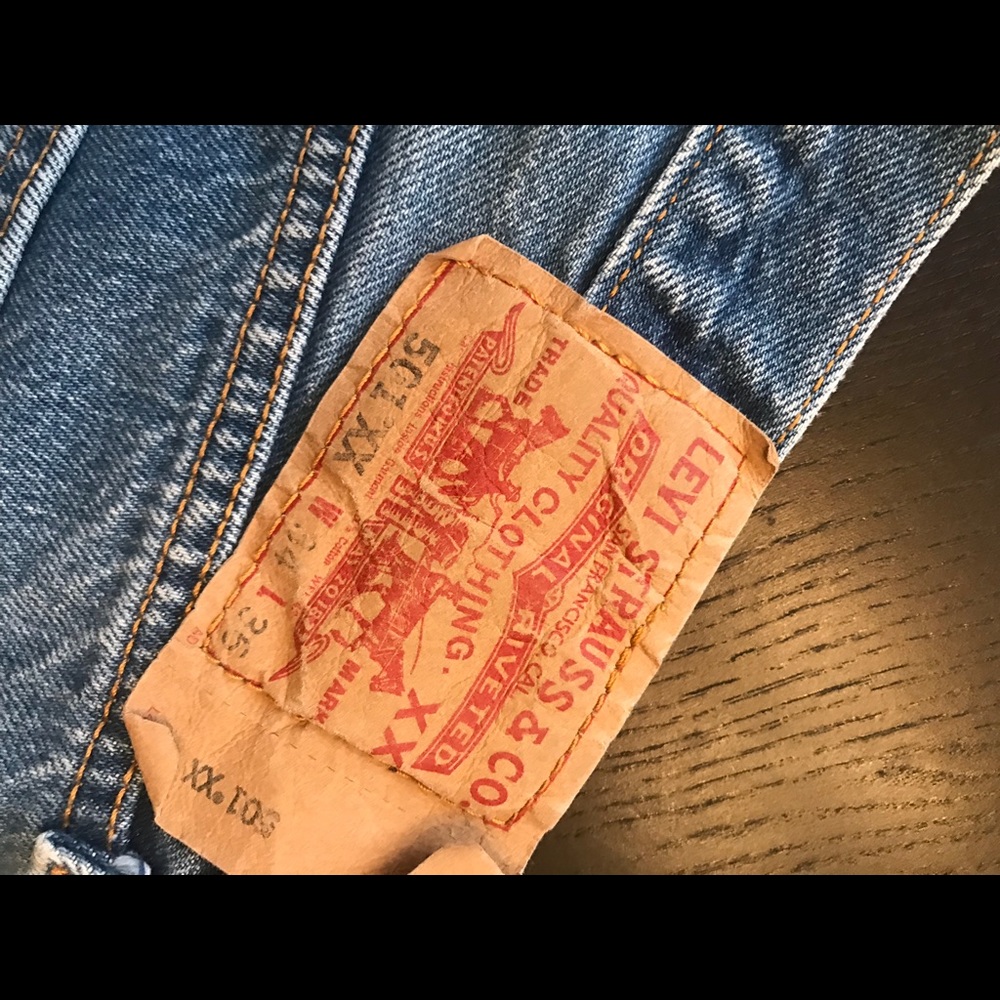 LEVI STRAUSS & CO.
SAN FRANCISCO, CAL
ORIGINAL RIVETED
QUALITY CLOTHING.
XX
TRADE
MARK
501 XX
W 34 L 36
501®XX